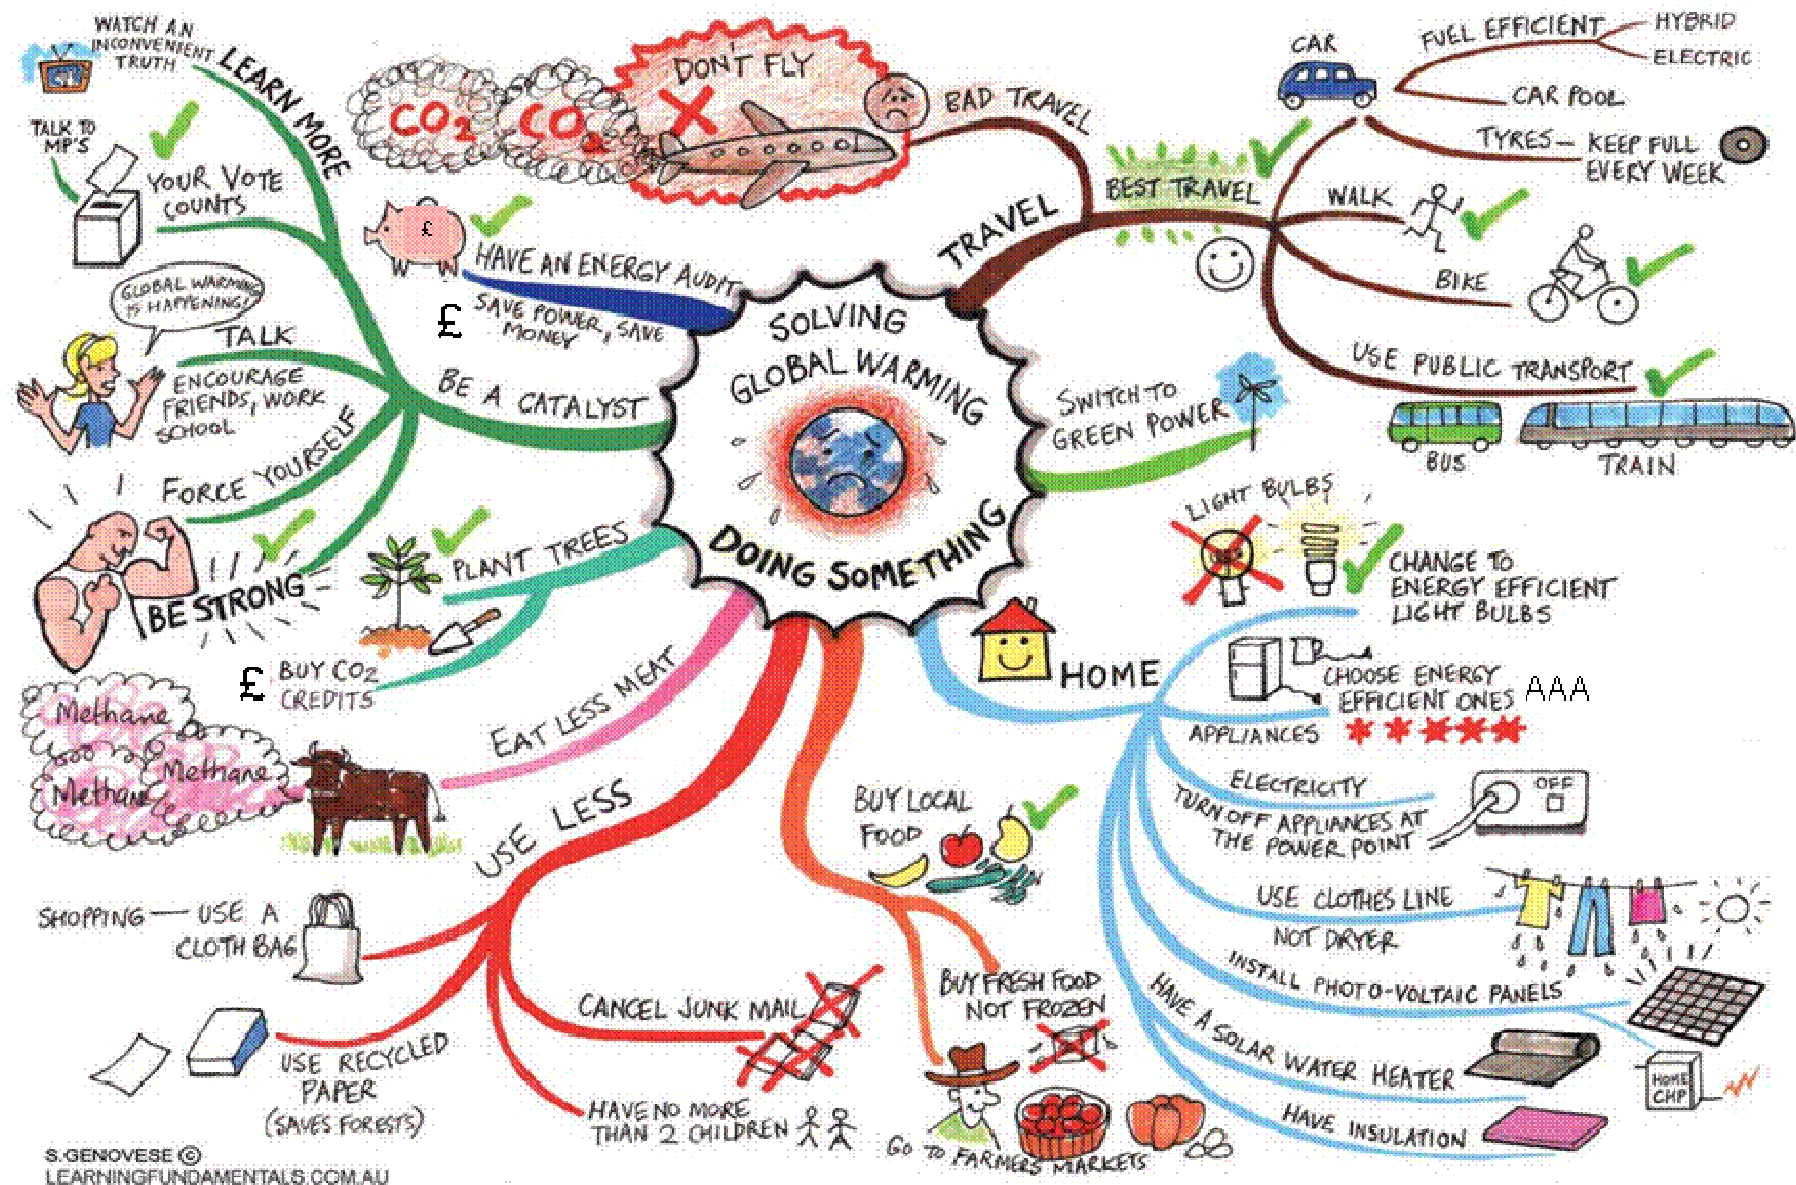 SOLVING
GLOBAL WARMING
DOING SOMETHING
TRAVEL
BAD TRAVEL
DON'T FLY
CO2
CO2
BEST TRAVEL
CAR
FUEL EFFICIENT
HYBRID
ELECTRIC
CAR POOL
TYRES — KEEP FULL
EVERY WEEK
WALK
BIKE
USE PUBLIC TRANSPORT
BUS
TRAIN
SWITCH TO
GREEN POWER
HOME
LIGHT BULBS
CHANGE TO
ENERGY EFFICIENT
LIGHT BULBS
CHOOSE ENERGY
EFFICIENT ONES AAA
APPLIANCES
ELECTRICITY
TURN OFF APPLIANCES AT
THE POWER POINT
OFF
USE CLOTHES LINE
NOT DRYER
INSTALL PHOTO-VOLTAIC PANELS
HOME
CHP
HAVE A SOLAR WATER HEATER
HAVE INSULATION
BUY LOCAL
FOOD
BUY FRESH FOOD
NOT FROZEN
GO TO FARMERS MARKETS
USE LESS
SHOPPING — USE A
CLOTH BAG
USE RECYCLED
PAPER
(SAVES FORESTS)
CANCEL JUNK MAIL
HAVE NO MORE
THAN 2 CHILDREN
EAT LESS MEAT
Methane
Methane
Methane
PLANT TREES
£ BUY CO2
CREDITS
BE A CATALYST
LEARN MORE
WATCH AN
INCONVENIENT
TRUTH
TALK TO
MP'S
YOUR VOTE
COUNTS
GLOBAL WARMING
IS HAPPENING!
TALK
ENCOURAGE
FRIENDS, WORK
SCHOOL
FORCE YOURSELF
BE STRONG
£
HAVE AN ENERGY AUDIT
£
SAVE POWER, SAVE
MONEY
S.GENOVESE ©
LEARNINGFUNDAMENTALS.COM.AU